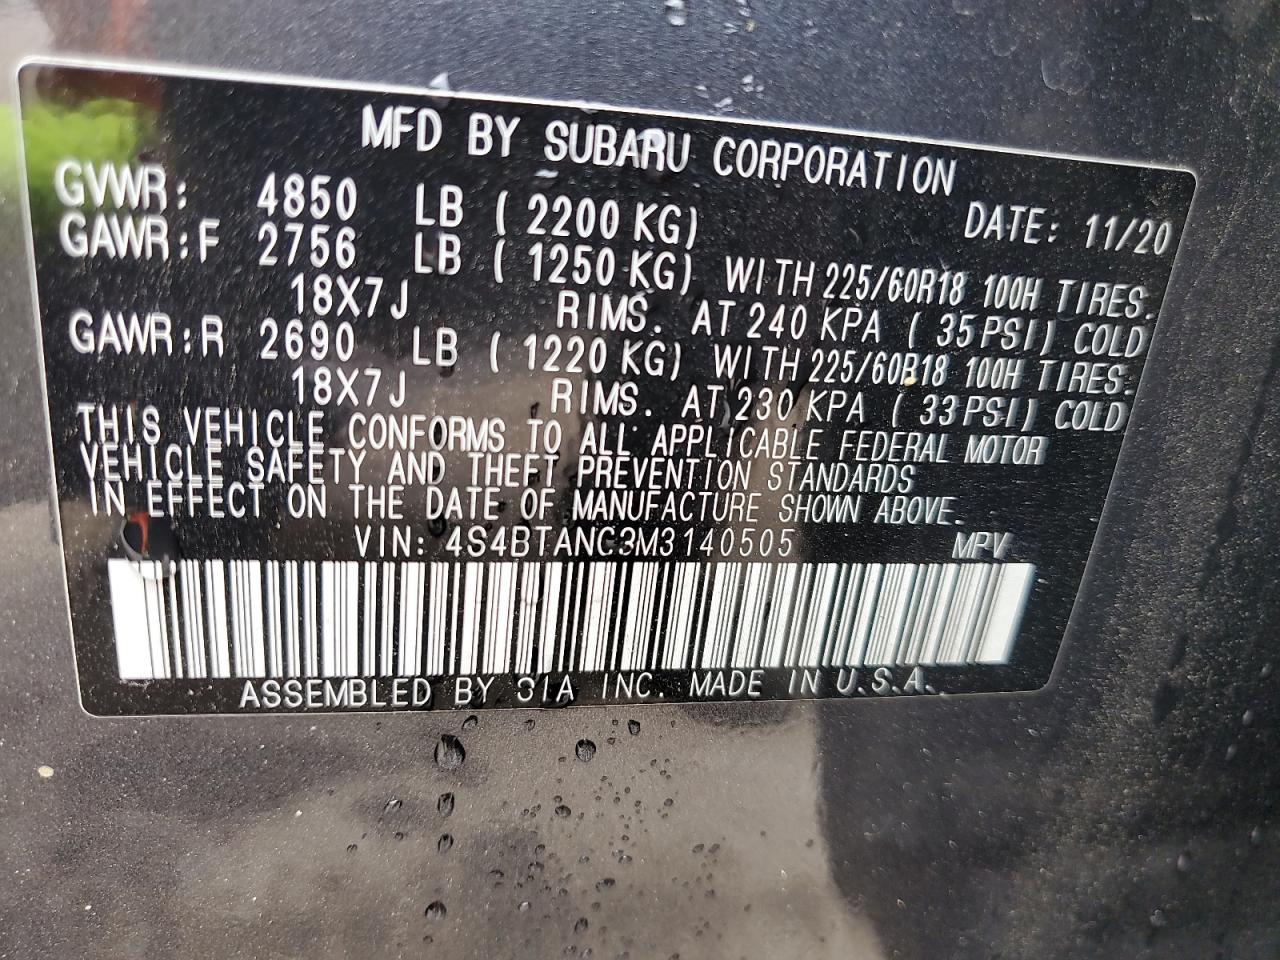 MFD BY SUBARU CORPORATION
GVWR: 4850 LB (2200 KG) DATE: 11/20
GAWR:F 2756 LB (1250 KG) WITH 225/60R18 100H TIRES.
18X7J RIMS. AT 240 KPA (35PSI) COLD
GAWR:R 2690 LB (1220 KG) WITH 225/60R18 100H TIRES.
18X7J RIMS. AT 230 KPA (33PSI) COLD
THIS VEHICLE CONFORMS TO ALL APPLICABLE FEDERAL MOTOR
VEHICLE SAFETY AND THEFT PREVENTION STANDARDS
IN EFFECT ON THE DATE OF MANUFACTURE SHOWN ABOVE.
VIN: 4S4BTANC3M3140505 MPV
ASSEMBLED BY SIA INC. MADE IN U.S.A.